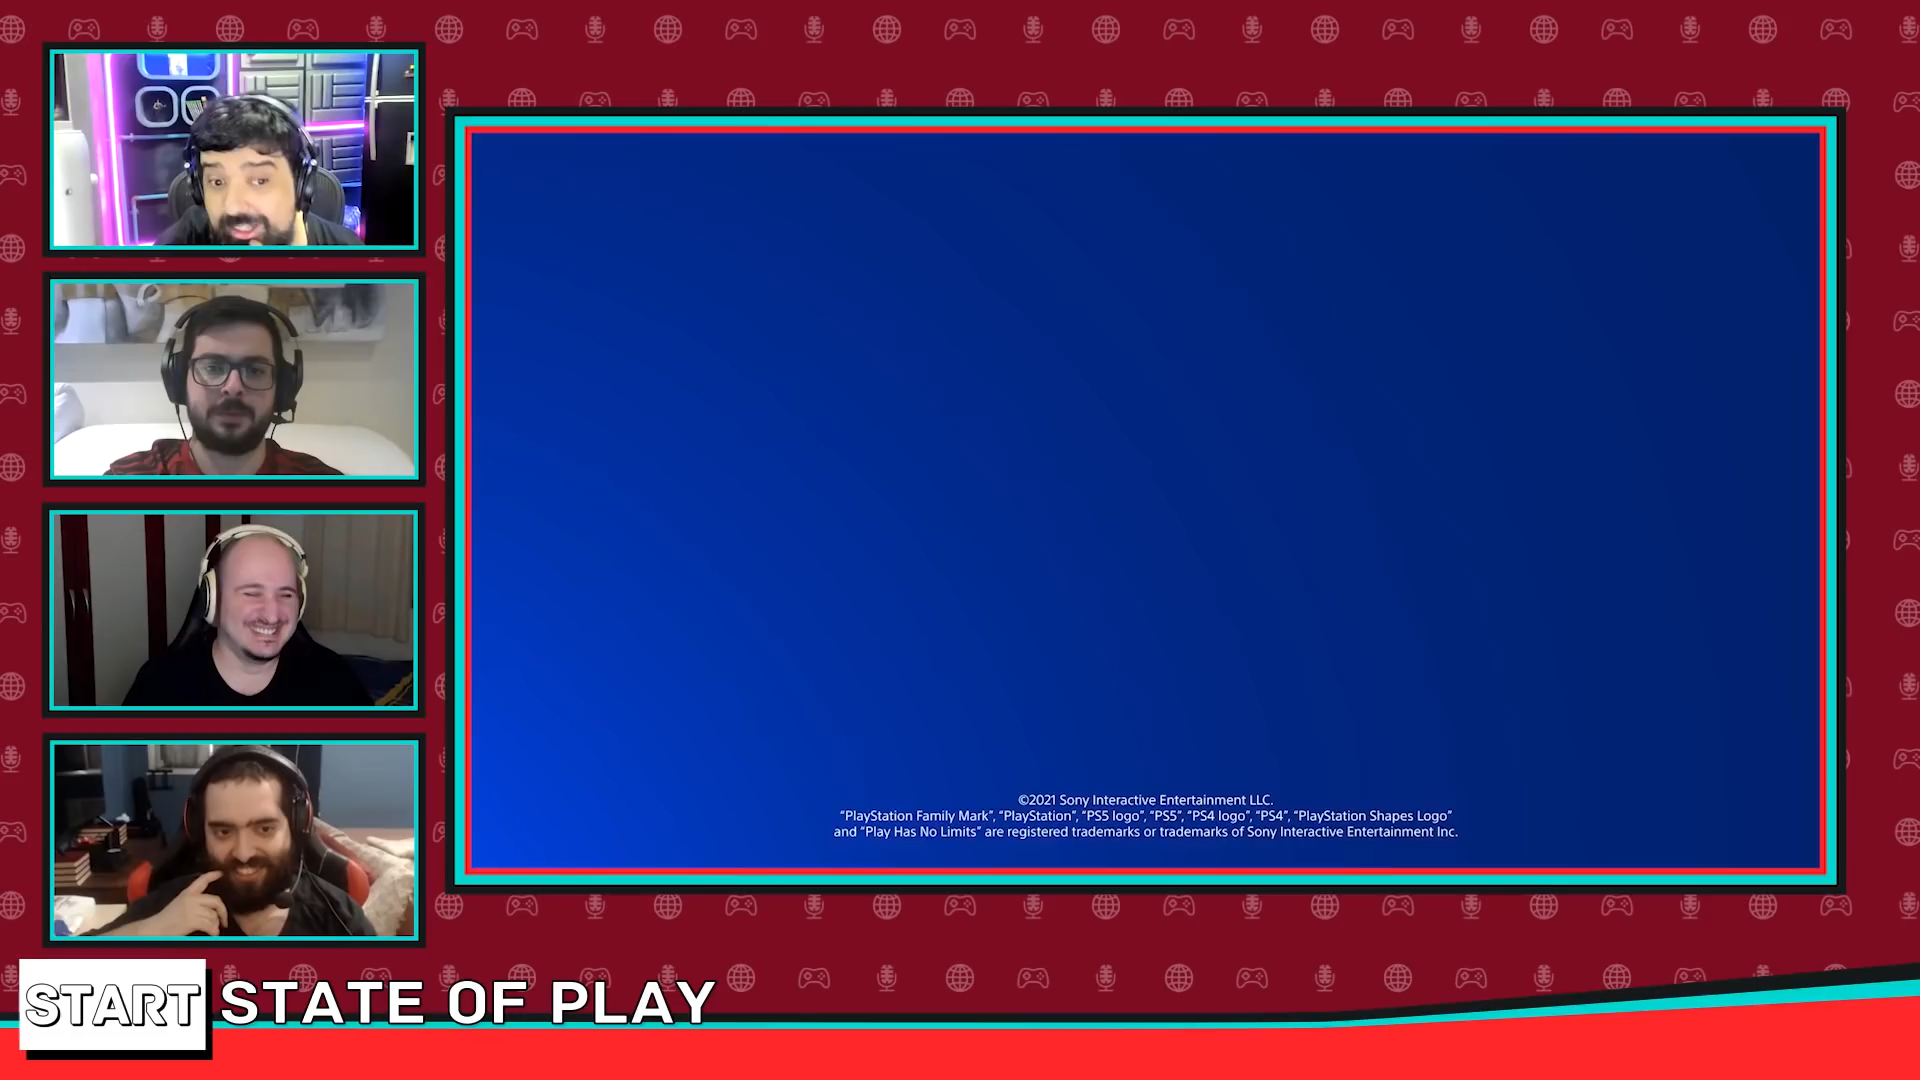 ©2021 Sony Interactive Entertainment LLC.
“PlayStation Family Mark”, “PlayStation”, “PS5 logo”, “PS5”, “PS4 logo”, “PS4”, “PlayStation Shapes Logo”
and “Play Has No Limits” are registered trademarks or trademarks of Sony Interactive Entertainment Inc.
START STATE OF PLAY